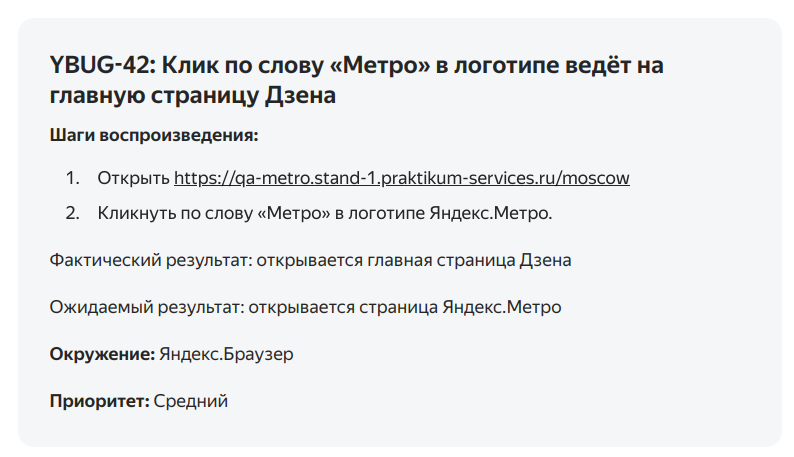 YBUG-42: Клик по слову «Метро» в логотипе ведёт на
главную страницу Дзена
Шаги воспроизведения:
1. Открыть https://qa-metro.stand-1.praktikum-services.ru/moscow
2. Кликнуть по слову «Метро» в логотипе Яндекс.Метро.
Фактический результат: открывается главная страница Дзена
Ожидаемый результат: открывается страница Яндекс.Метро
Окружение: Яндекс.Браузер
Приоритет: Средний